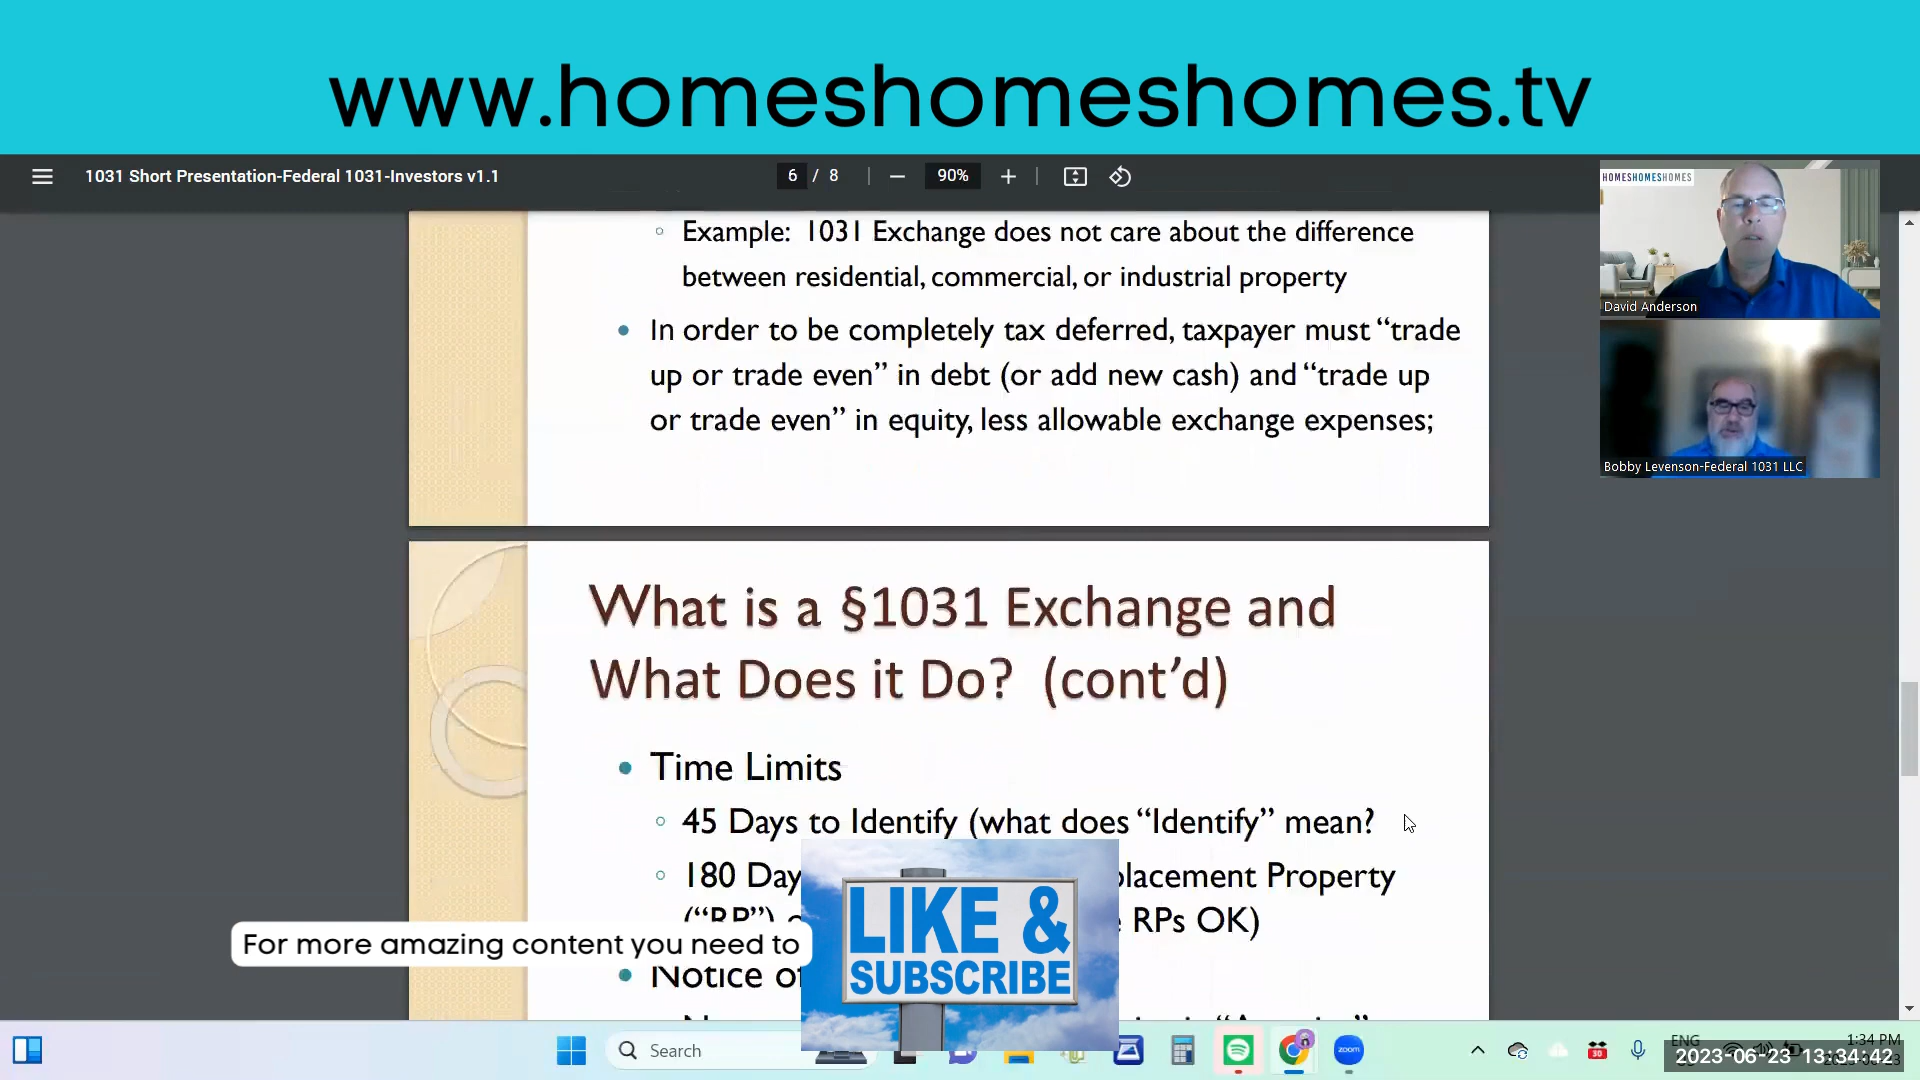 www.homeshomeshomes.tv
1031 Short Presentation-Federal 1031-Investors v1.1
6 / 8
90%
HOMESHOMESHOMES
David Anderson
Bobby Levenson-Federal 1031 LLC
Example: 1031 Exchange does not care about the difference
between residential, commercial, or industrial property
In order to be completely tax deferred, taxpayer must “trade
up or trade even” in debt (or add new cash) and “trade up
or trade even” in equity, less allowable exchange expenses;
What is a §1031 Exchange and
What Does it Do? (cont’d)
Time Limits
45 Days to Identify (what does “Identify” mean?
180 Day
placement Property
(“RP”)
RPs OK)
For more amazing content you need to
LIKE &
SUBSCRIBE
Notice of
Search
zoom
30
ENG
1:34 PM
2023-06-23 13:34:42